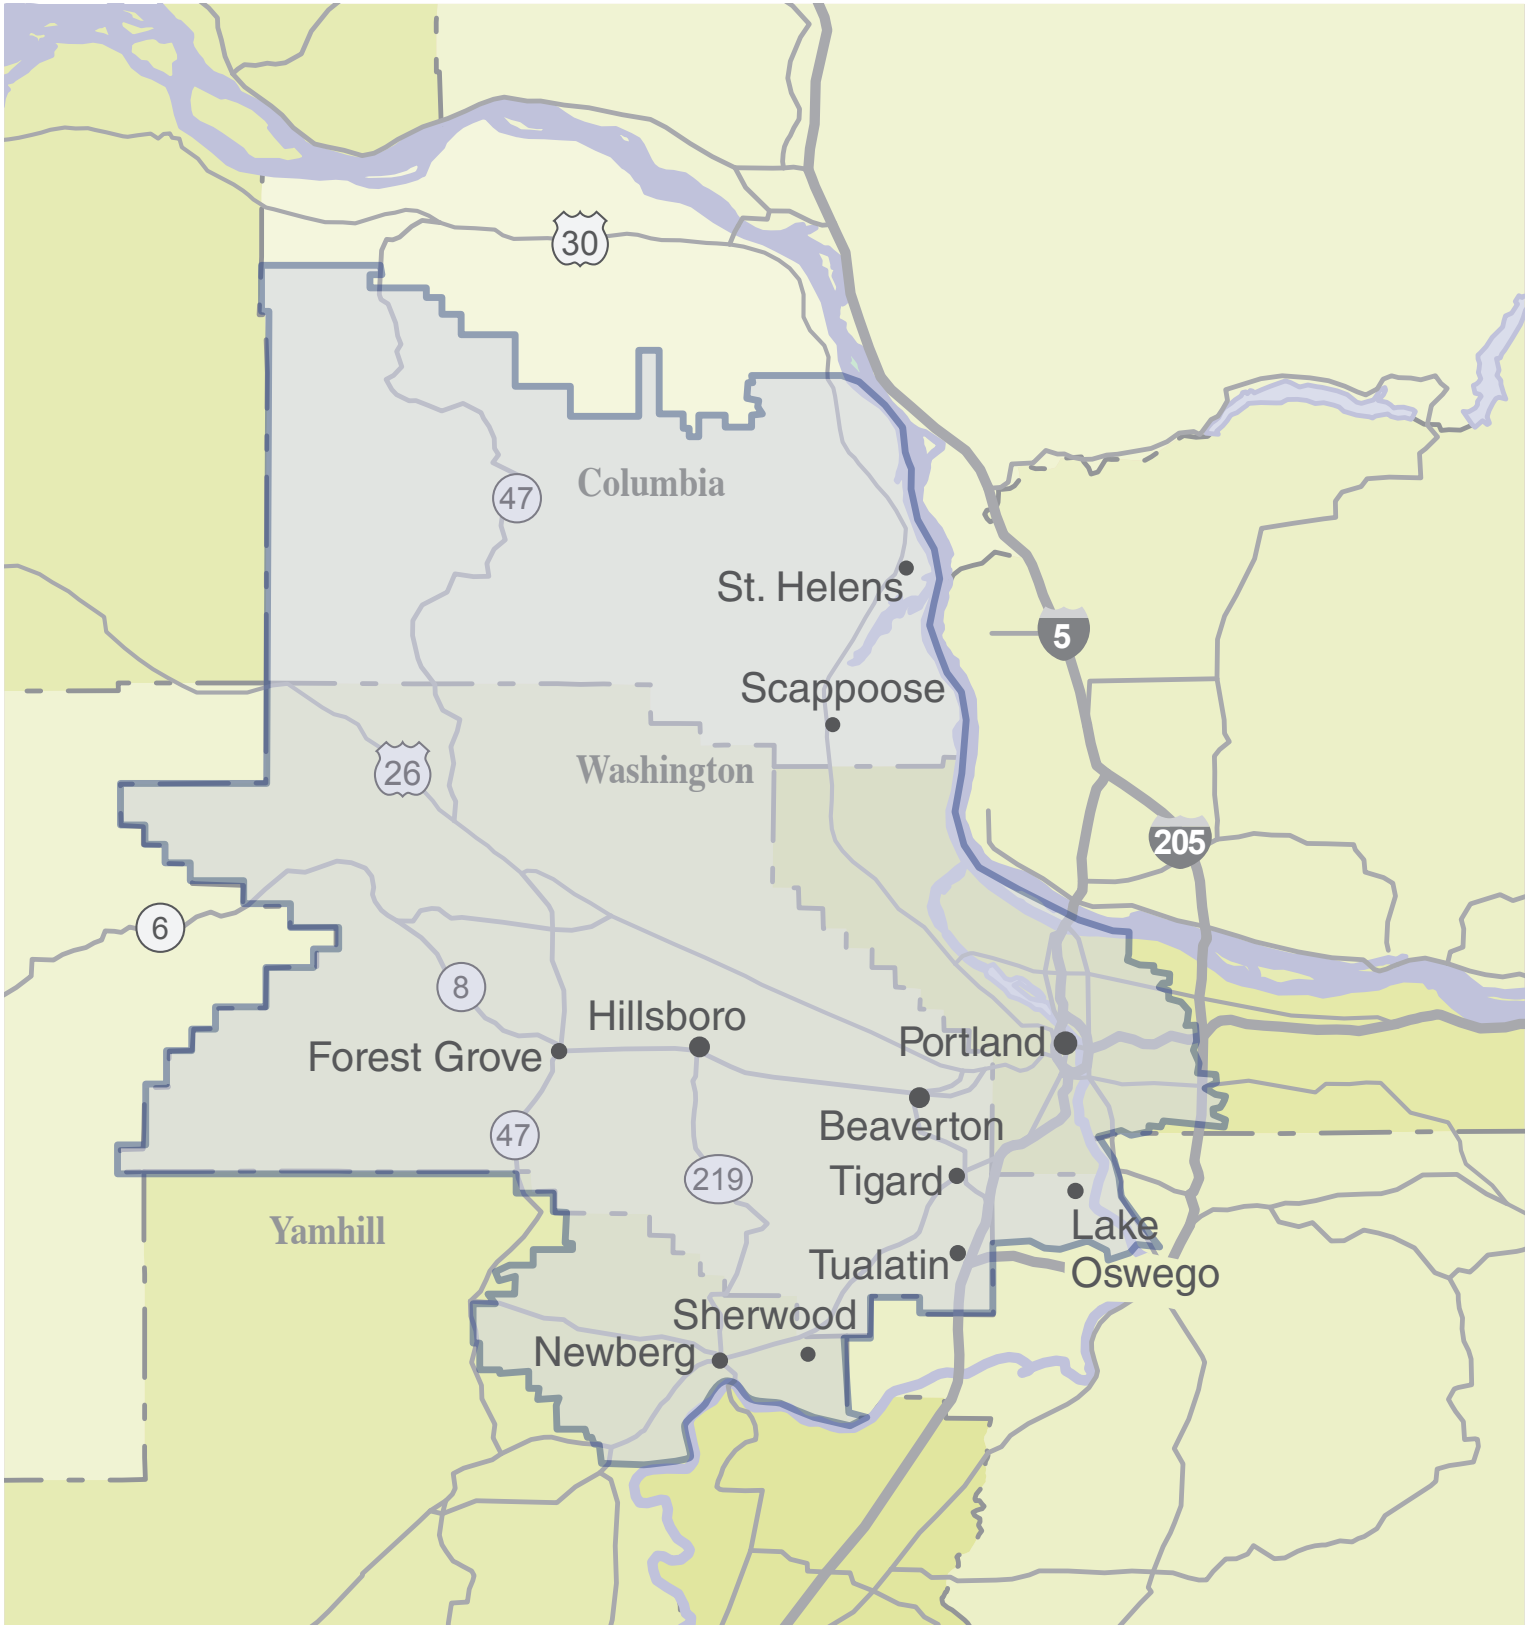 30
Columbia
47
St. Helens
5
Scappoose
Washington
26
205
6
8
Hillsboro
Portland
Forest Grove
Beaverton
47
219
Tigard
Yamhill
Lake
Oswego
Tualatin
Sherwood
Newberg